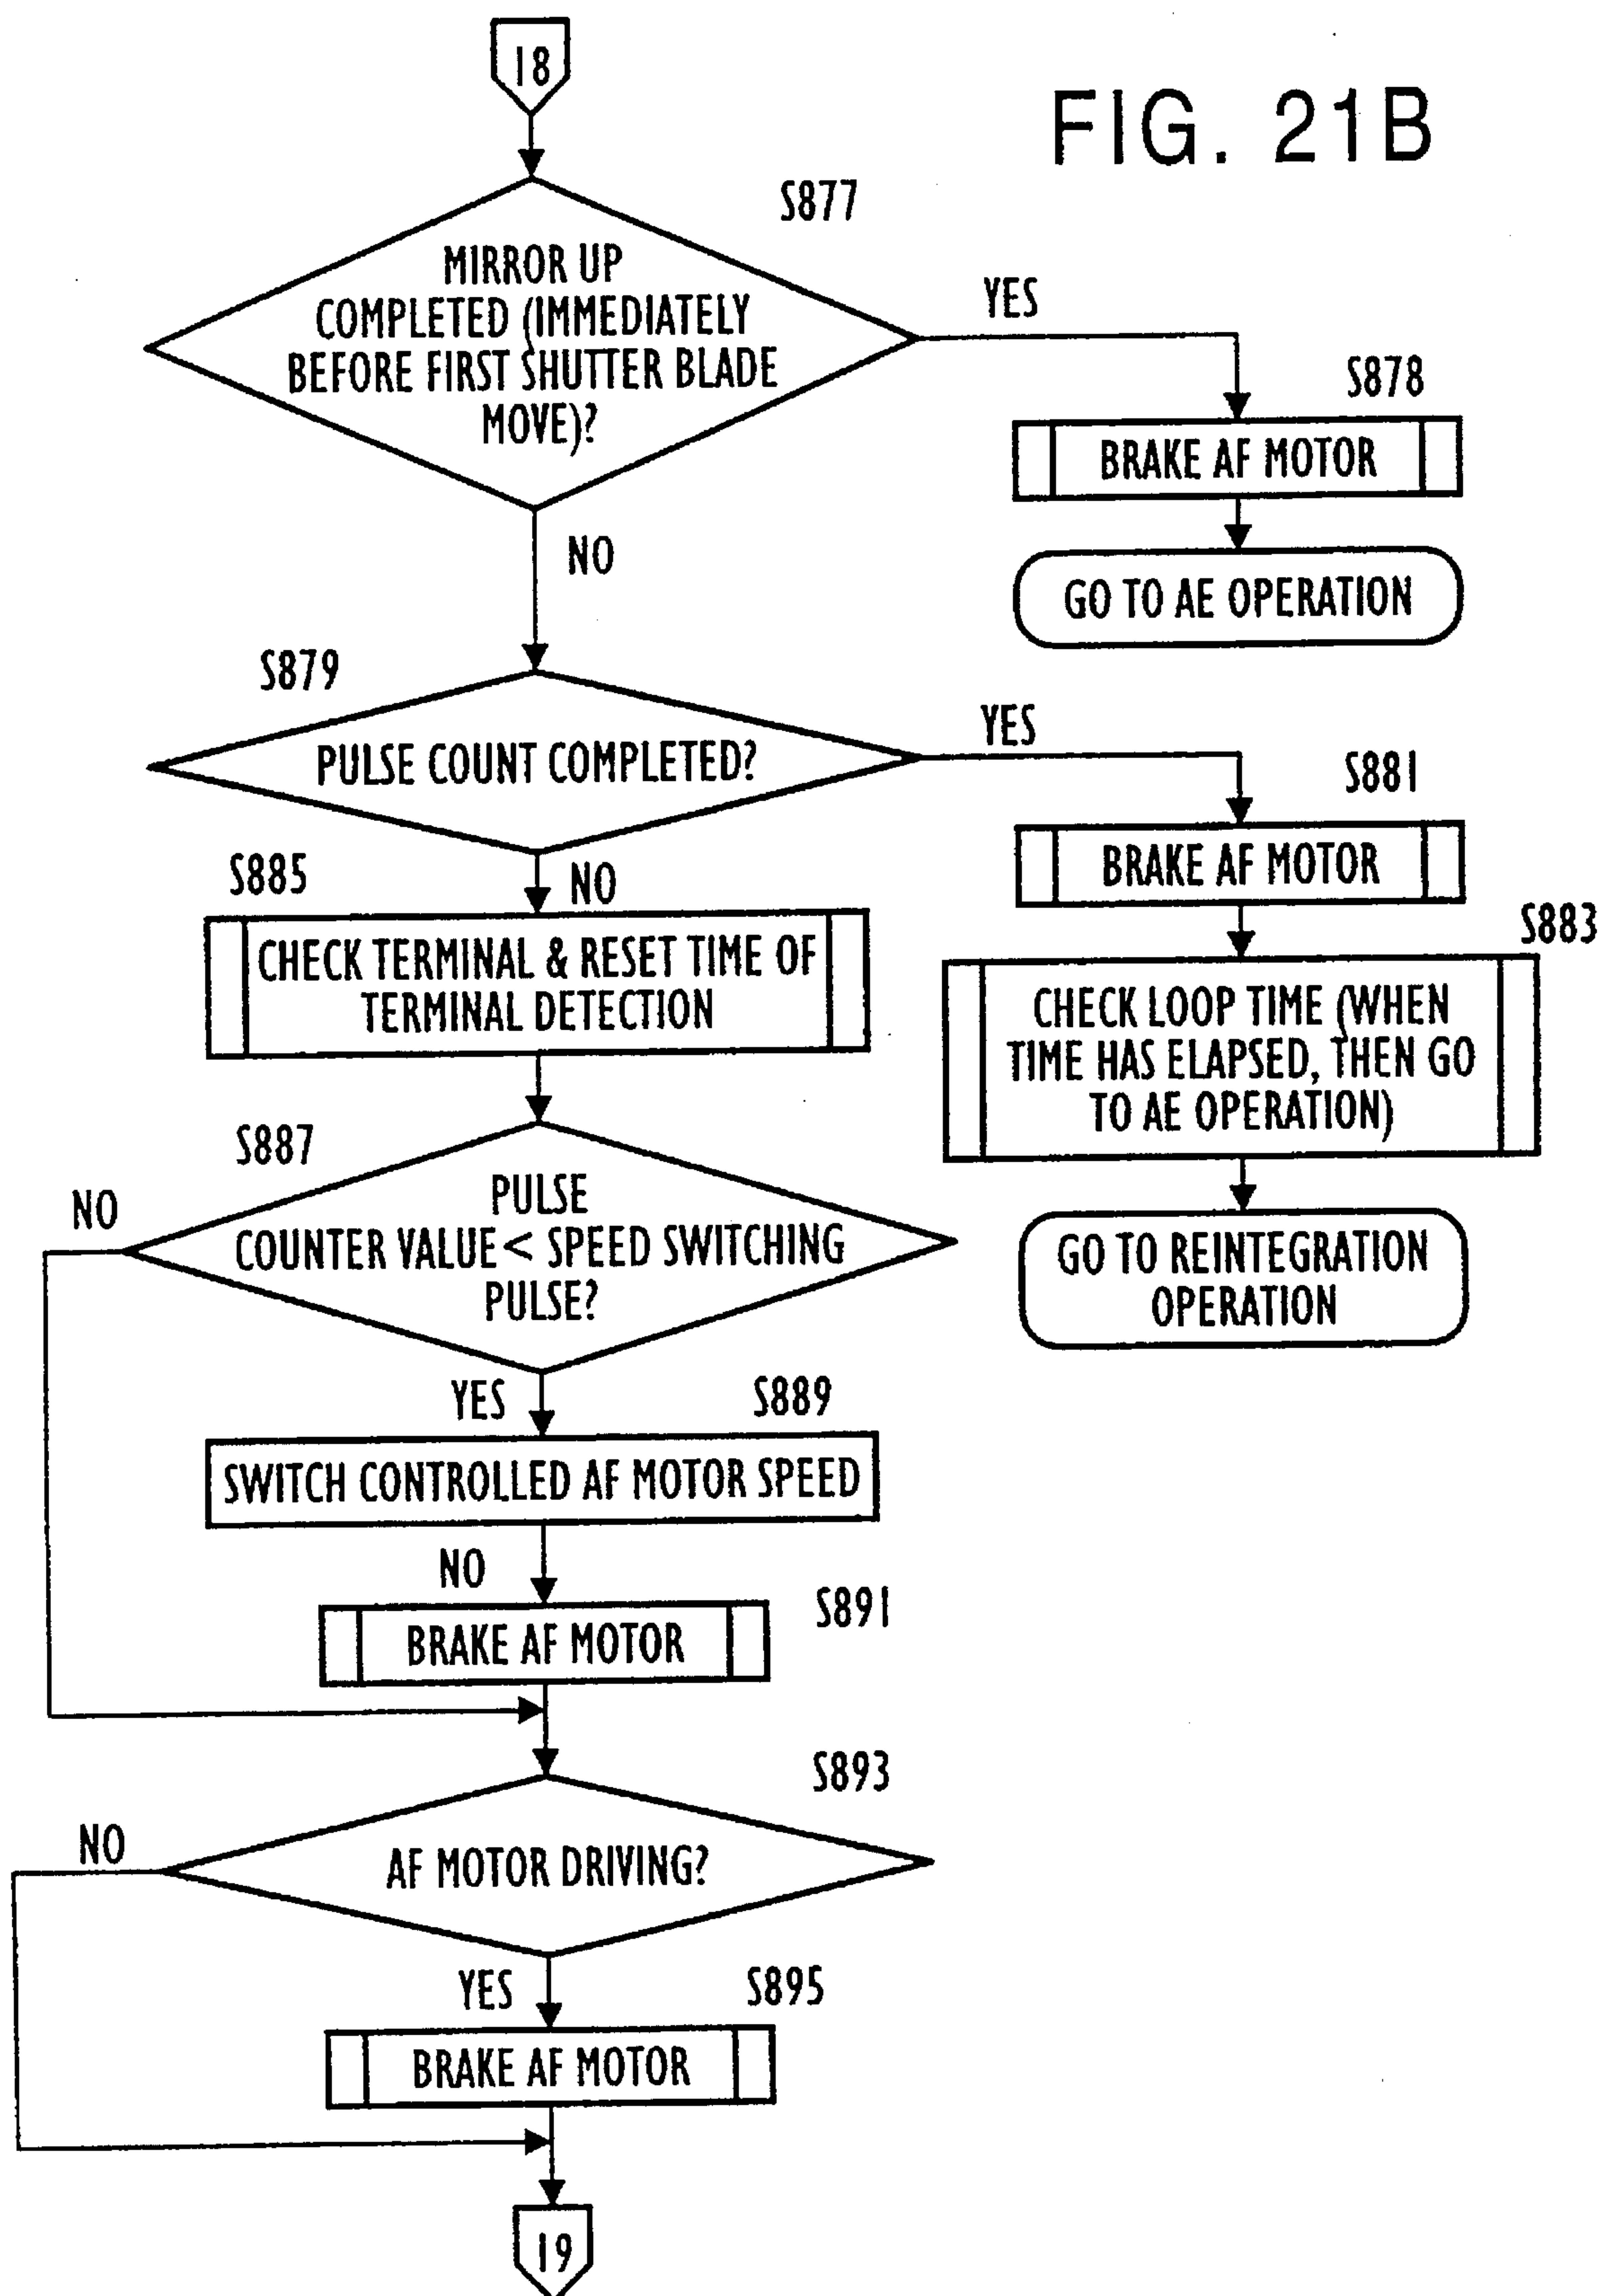 18
FIG. 21B
S877
MIRROR UP
COMPLETED (IMMEDIATELY
BEFORE FIRST SHUTTER BLADE
MOVE)?
YES
S878
BRAKE AF MOTOR
GO TO AE OPERATION
NO
S879
PULSE COUNT COMPLETED?
YES
S881
BRAKE AF MOTOR
S883
CHECK LOOP TIME (WHEN
TIME HAS ELAPSED, THEN GO
TO AE OPERATION)
GO TO REINTEGRATION
OPERATION
NO
S885
CHECK TERMINAL & RESET TIME OF
TERMINAL DETECTION
S887
NO
PULSE
COUNTER VALUE < SPEED SWITCHING
PULSE?
YES
S889
SWITCH CONTROLLED AF MOTOR SPEED
NO
S891
BRAKE AF MOTOR
S893
NO
AF MOTOR DRIVING?
YES
S895
BRAKE AF MOTOR
19